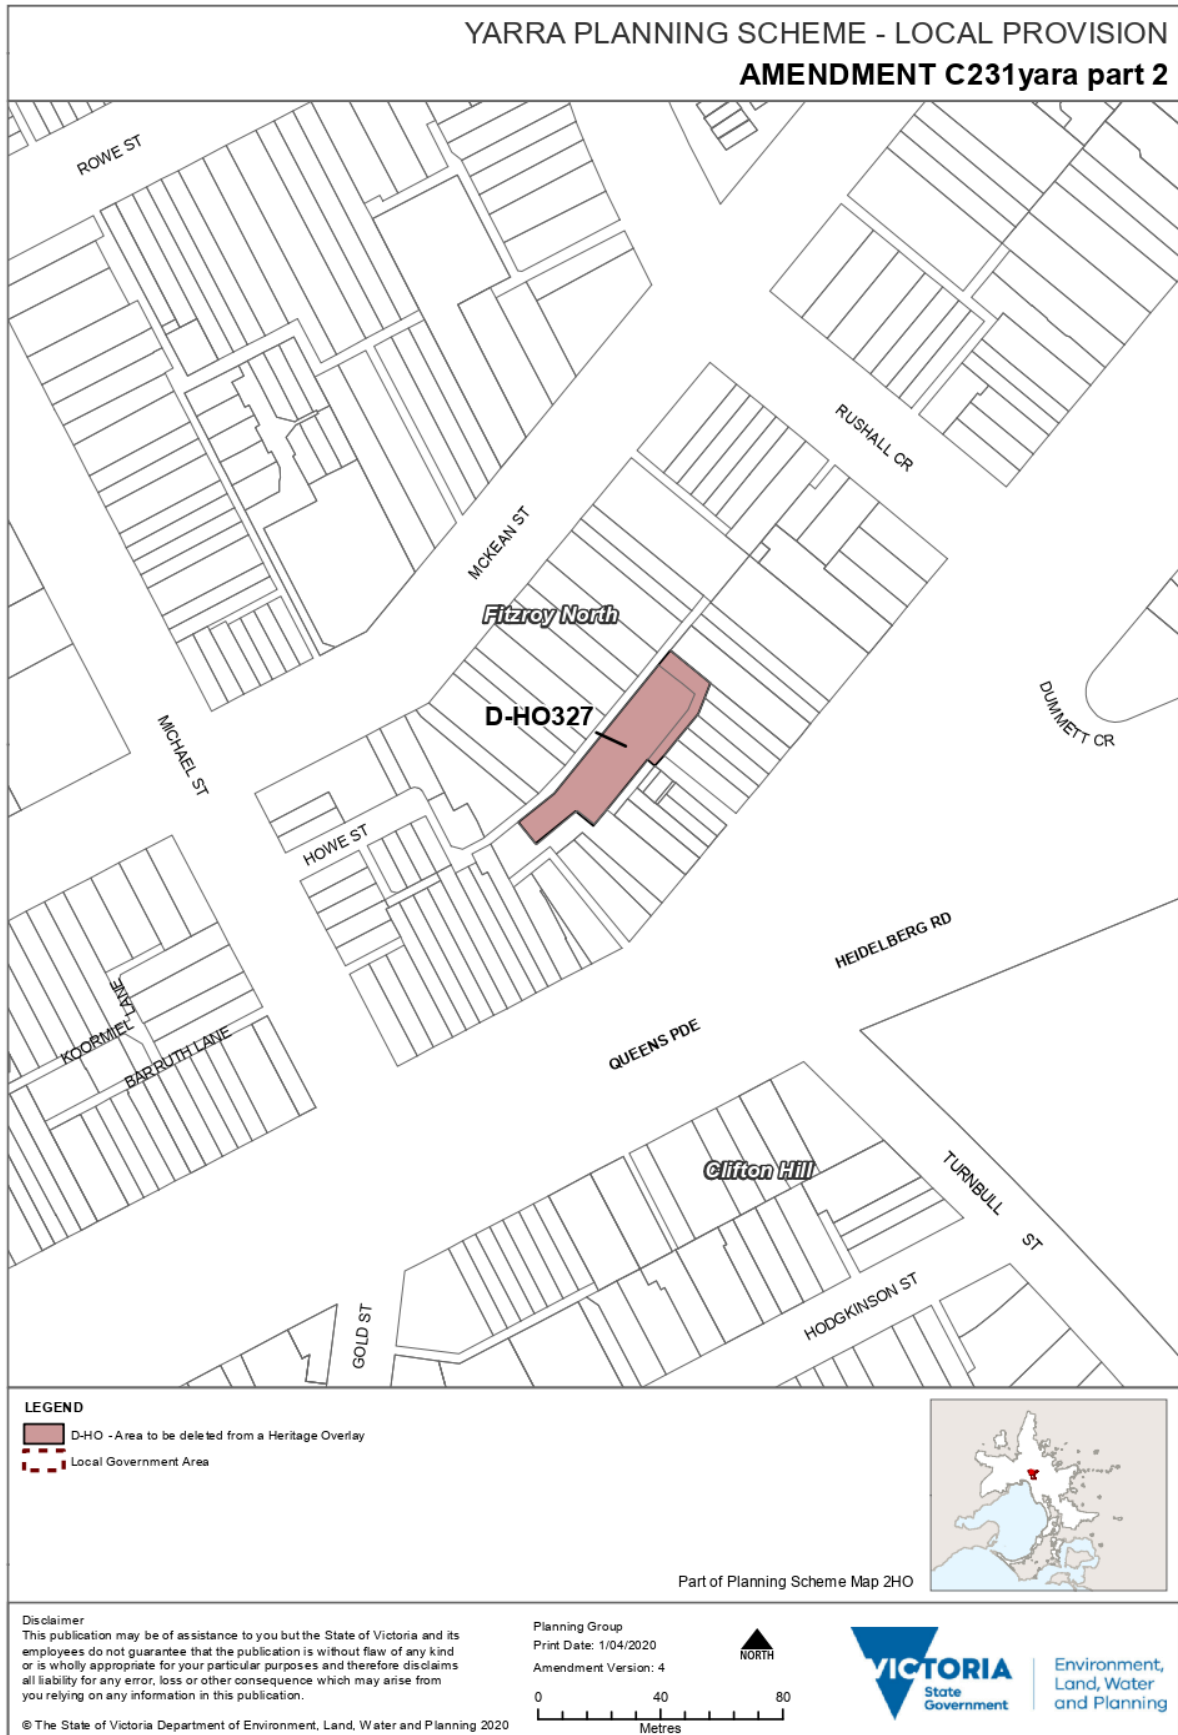 YARRA PLANNING SCHEME - LOCAL PROVISION
AMENDMENT C231yara part 2
ROWE ST
RUSHALL CR
MCKEAN ST
Fitzroy North
D-HO327
DUMMETT CR
MICHAEL ST
HOWE ST
HEIDELBERG RD
KOORMIEL LANE
BARRUTH LANE
QUEENS PDE
Clifton Hill
TURNBULL ST
HODGKINSON ST
GOLD ST
LEGEND
D-HO - Area to be deleted from a Heritage Overlay
Local Government Area
Part of Planning Scheme Map 2HO
Disclaimer
This publication may be of assistance to you but the State of Victoria and its
employees do not guarantee that the publication is without flaw of any kind
or is wholly appropriate for your particular purposes and therefore disclaims
all liability for any error, loss or other consequence which may arise from
you relying on any information in this publication.
© The State of Victoria Department of Environment, Land, Water and Planning 2020
Planning Group
Print Date: 1/04/2020
Amendment Version: 4
NORTH
0 40 80
Metres
VICTORIA
State
Government
Environment,
Land, Water
and Planning